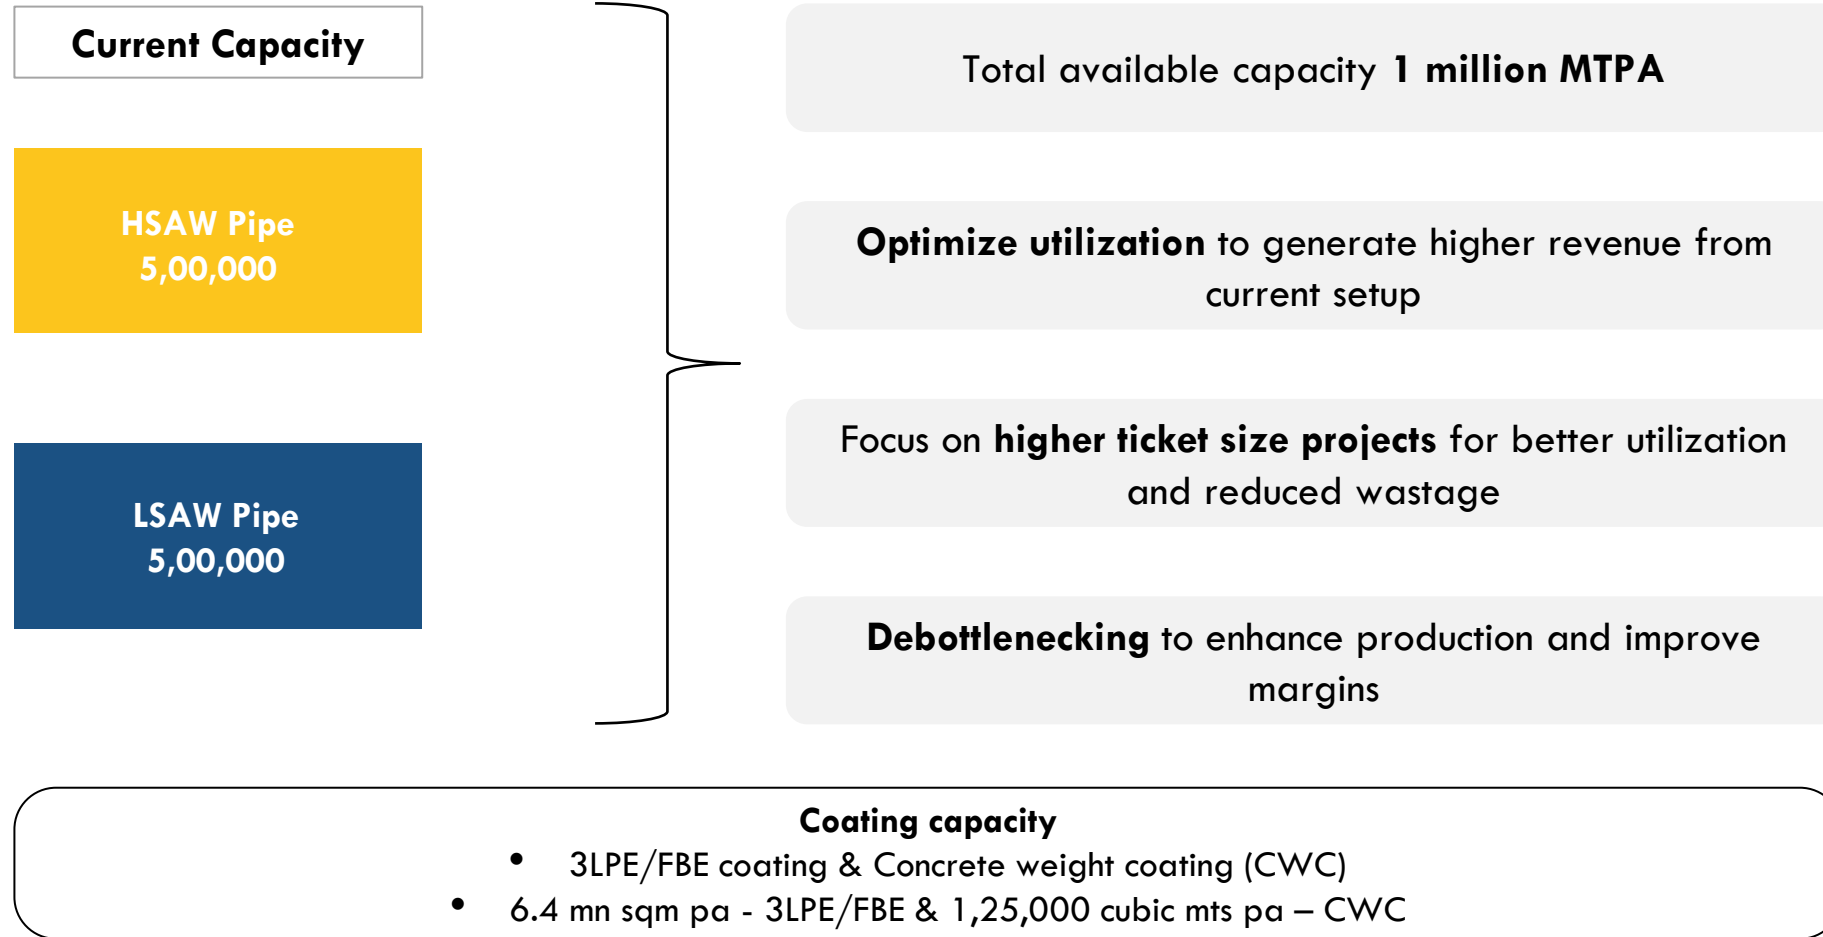 Current Capacity
HSAW Pipe
5,00,000
LSAW Pipe
5,00,000
Total available capacity 1 million MTPA
Optimize utilization to generate higher revenue from
current setup
Focus on higher ticket size projects for better utilization
and reduced wastage
Debottlenecking to enhance production and improve
margins
Coating capacity
• 3LPE/FBE coating & Concrete weight coating (CWC)
• 6.4 mn sqm pa - 3LPE/FBE & 1,25,000 cubic mts pa – CWC